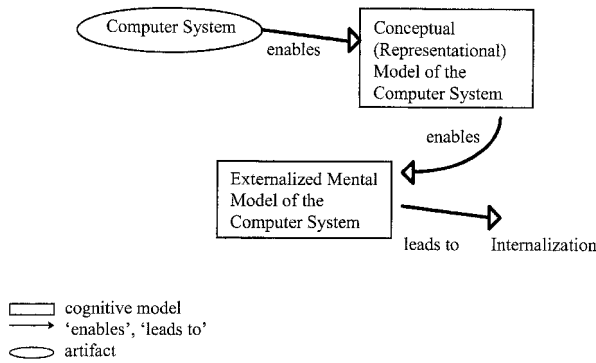 Computer System
enables
Conceptual
(Representational)
Model of the
Computer System
enables
Externalized Mental
Model of the
Computer System
leads to
Internalization
cognitive model
‘enables’, ‘leads to’
artifact